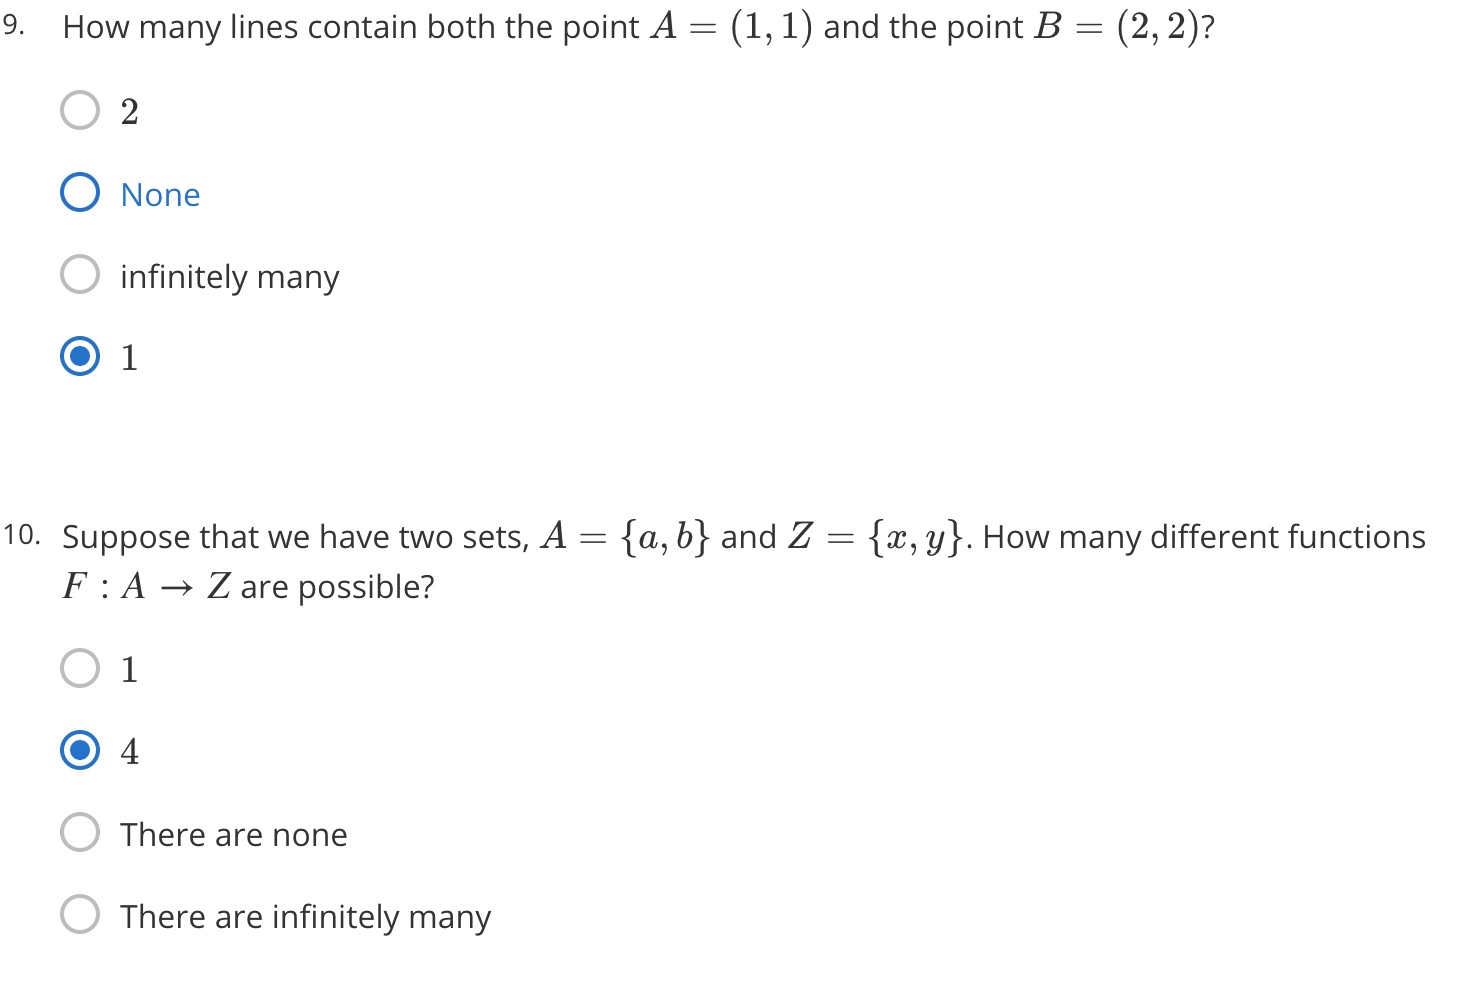 9. How many lines contain both the point A = (1, 1) and the point B = (2, 2)?
2
None
infinitely many
1
10. Suppose that we have two sets, A = {a, b} and Z = {x, y}. How many different functions
F : A → Z are possible?
1
4
There are none
There are infinitely many